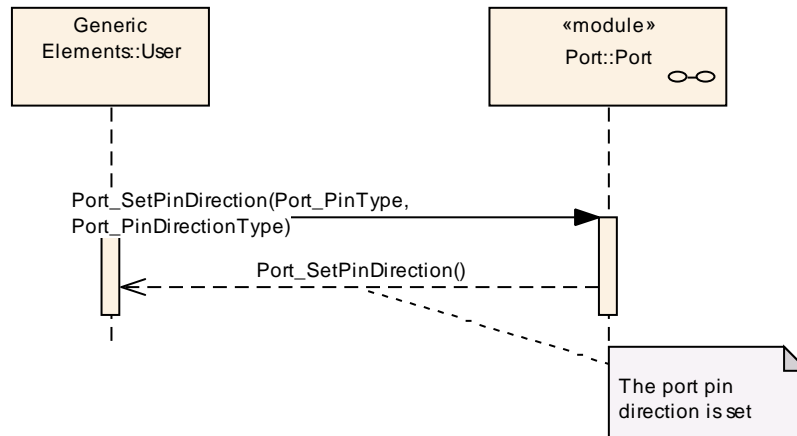 Generic
Elements::User
«module»
Port::Port
Port_SetPinDirection(Port_PinType,
Port_PinDirectionType)
Port_SetPinDirection()
The port pin
direction is set